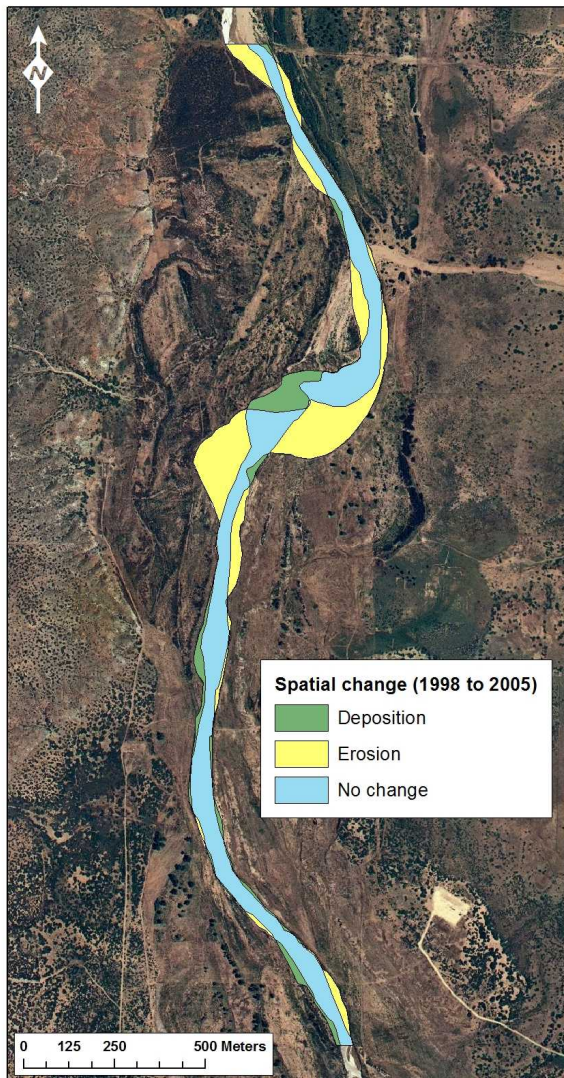 N
Spatial change (1998 to 2005)
Deposition
Erosion
No change
0 125 250 500 Meters